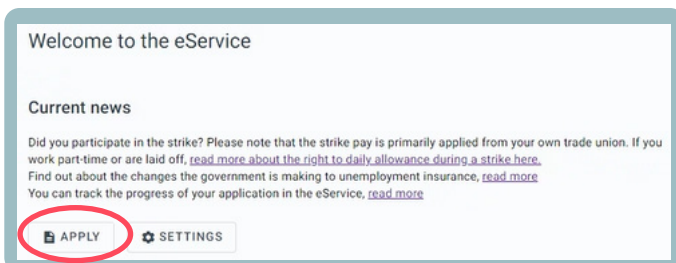 Welcome to the eService
Current news
Did you participate in the strike? Please note that the strike pay is primarily applied from your own trade union. If you
work part-time or are laid off, read more about the right to daily allowance during a strike here.
Find out about the changes the government is making to unemployment insurance, read more
You can track the progress of your application in the eService, read more
APPLY SETTINGS